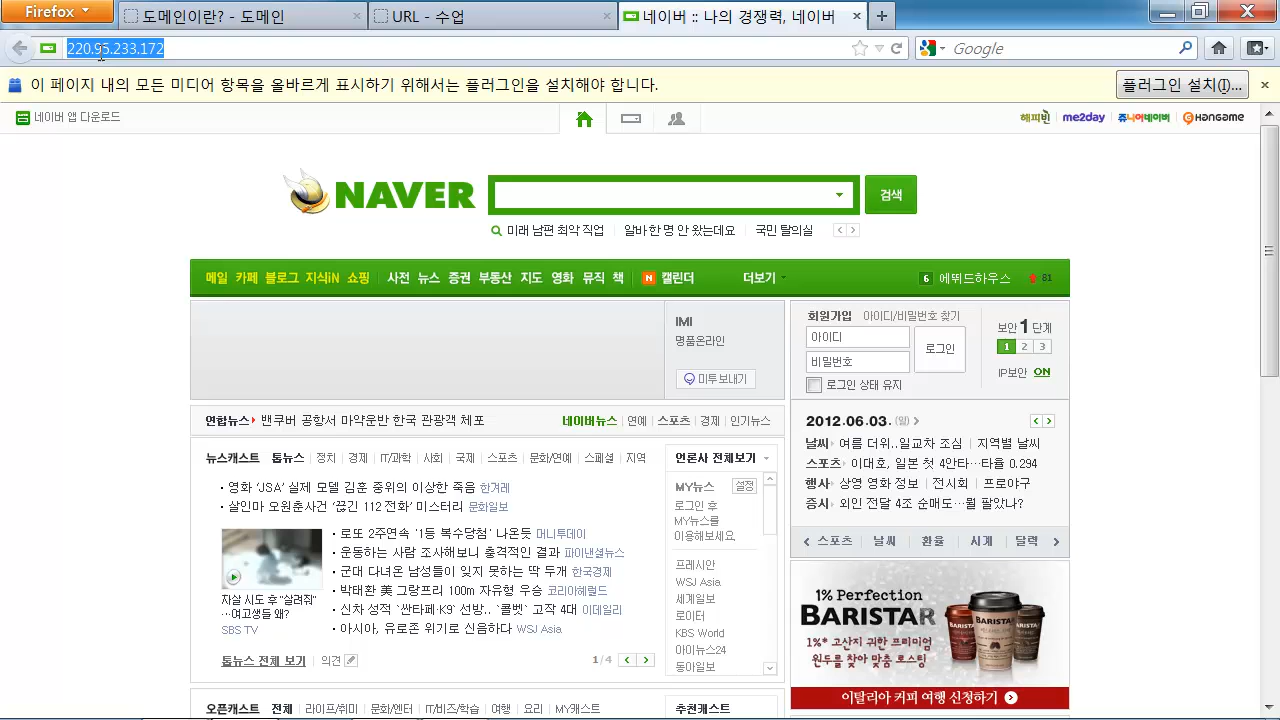 Firefox
도메인이란? - 도메인
URL - 수업
네이버 :: 나의 경쟁력, 네이버
220.95.233.172
Google
이 페이지 내의 모든 미디어 항목을 올바르게 표시하기 위해서는 플러그인을 설치해야 합니다.
플러그인 설치(I)...
네이버 앱 다운로드
해피빈
me2day
쥬니어네이버
HANGAME
NAVER
검색
미래 남편 최악 직업
알바 한 명 안 왔는데요
국민 탈의실
메일 카페 블로그 지식iN 쇼핑
사전 뉴스 증권 부동산 지도 영화 뮤직 책
N 캘린더
더보기
6 에뛰드하우스 81
IMI
명품온라인
미투 보내기
회원가입 아이디/비밀번호 찾기
아이디
비밀번호
로그인
로그인 상태 유지
보안 1 단계
1 2 3
IP보안 ON
연합뉴스 밴쿠버 공항서 마약운반 한국 관광객 체포
네이버뉴스 연예 스포츠 경제 인기뉴스
뉴스캐스트 톱뉴스 정치 경제 IT/과학 사회 국제 스포츠 문화/연예 스페셜 지역
영화 'JSA' 실제 모델 김훈 중위의 이상한 죽음 한겨레
살인마 오원춘사건 '끊긴 112 전화' 미스터리 문화일보
로또 2주연속 '1등 복수당첨' 나온듯 머니투데이
운동하는 사람 조사해보니 충격적인 결과 파이낸셜뉴스
군대 다녀온 남성들이 잊지 못하는 딱 두개 한국경제
박태환 美 그랑프리 100m 자유형 우승 코리아헤럴드
신차 성적 `싼타페·K9` 선방.. `콜벳` 고작 4대 이데일리
아시아, 유로존 위기로 신음하다 WSJ Asia
자살 시도 후 "살려줘"
…여고생들 왜?
SBS TV
톱뉴스 전체 보기 의견
1/4
언론사 전체보기
MY뉴스 설정
로그인 후
MY뉴스를
이용해보세요.
프레시안
WSJ Asia
세계일보
로이터
KBS World
아이뉴스24
동아일보
2012.06.03. (일)
날씨 여름 더위..일교차 조심 지역별 날씨
스포츠 이대호, 일본 첫 4안타…타율 0.294
행사 상영 영화 정보 전시회 프로야구
증시 외인 전달 4조 순매도…뭘 팔았나?
스포츠 날씨 환율 시계 달력
1% Perfection
BARISTAR
1%* 고산지 귀한 프리미엄
원두를 찾아 맞춤 로스팅
이탈리아 커피 여행 신청하기
오픈캐스트 전체 라이프/취미 문화/엔터 IT/비즈/학습 여행 요리 MY캐스트
추천캐스트